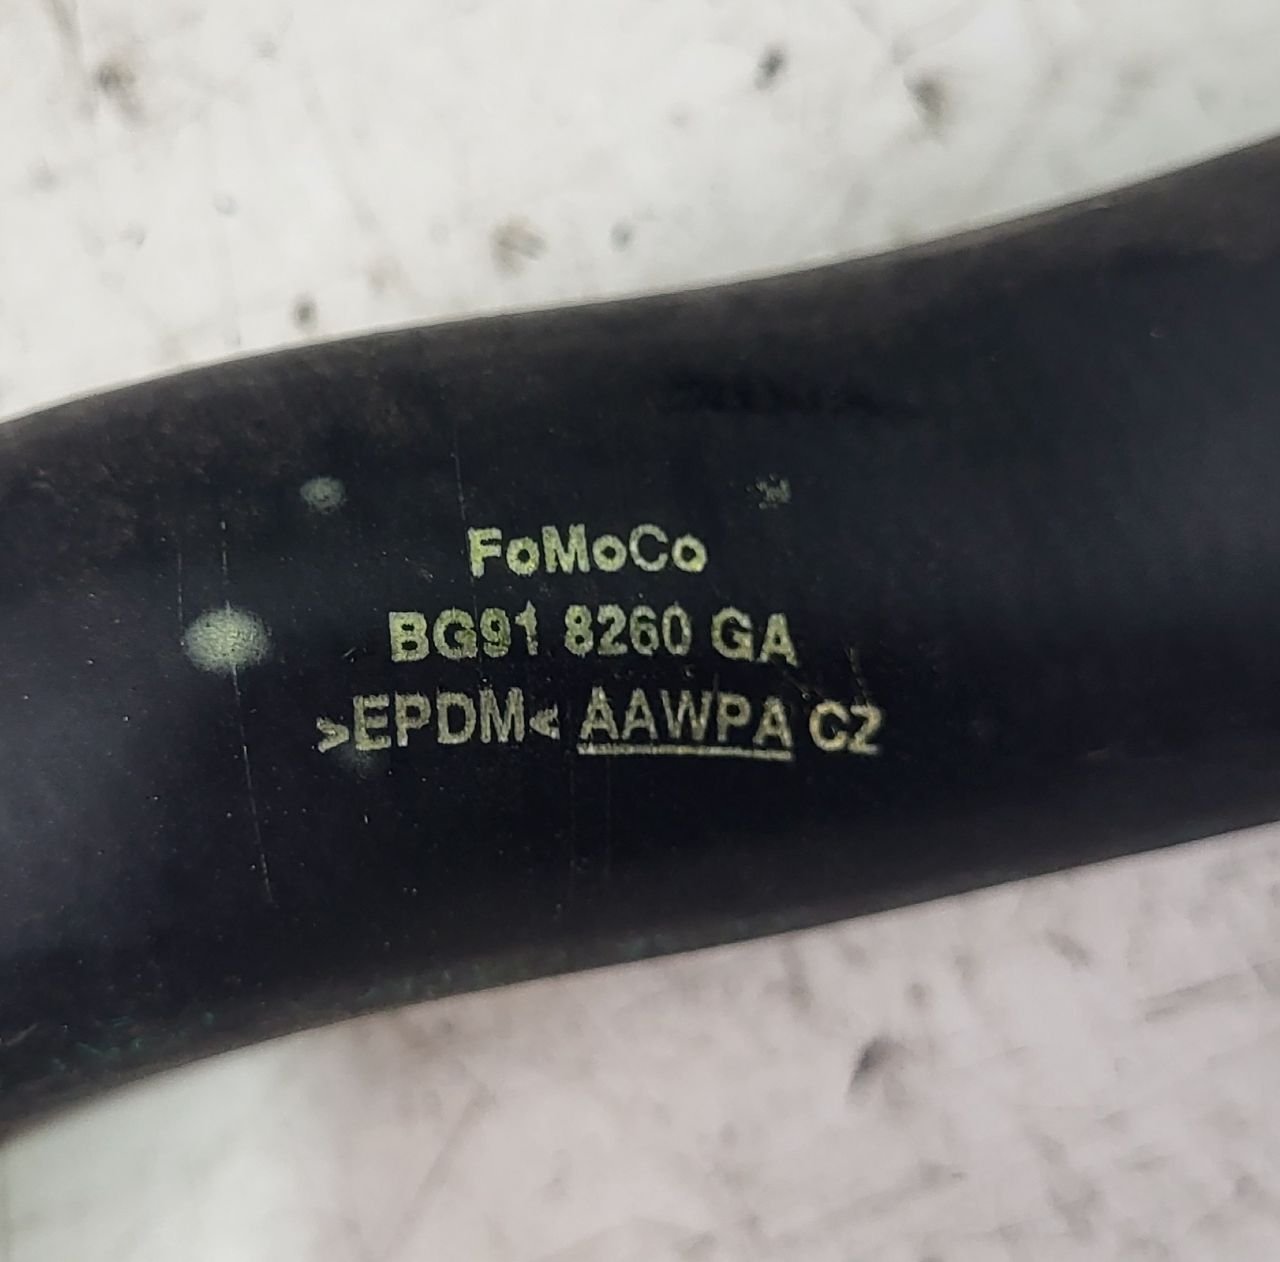 FoMoCo
BG91 8260 GA
>EPDM< AAWPA CZ